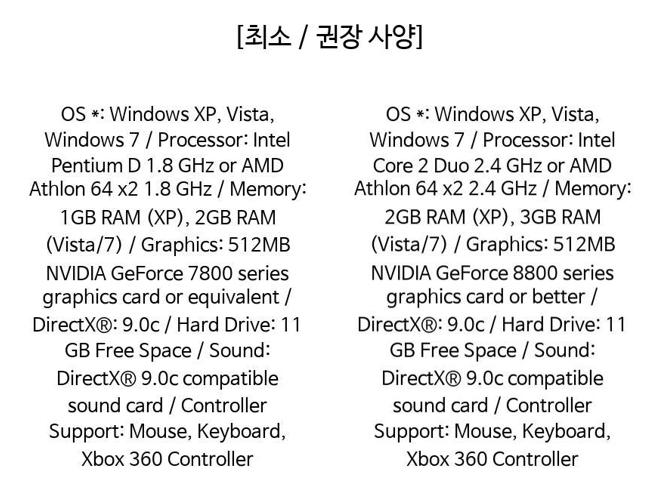 [최소 / 권장 사양]
OS *: Windows XP, Vista,
Windows 7 / Processor: Intel
Pentium D 1.8 GHz or AMD
Athlon 64 x2 1.8 GHz / Memory:
1GB RAM (XP), 2GB RAM
(Vista/7) / Graphics: 512MB
NVIDIA GeForce 7800 series
graphics card or equivalent /
DirectX®: 9.0c / Hard Drive: 11
GB Free Space / Sound:
DirectX® 9.0c compatible
sound card / Controller
Support: Mouse, Keyboard,
Xbox 360 Controller
OS *: Windows XP, Vista,
Windows 7 / Processor: Intel
Core 2 Duo 2.4 GHz or AMD
Athlon 64 x2 2.4 GHz / Memory:
2GB RAM (XP), 3GB RAM
(Vista/7) / Graphics: 512MB
NVIDIA GeForce 8800 series
graphics card or better /
DirectX®: 9.0c / Hard Drive: 11
GB Free Space / Sound:
DirectX® 9.0c compatible
sound card / Controller
Support: Mouse, Keyboard,
Xbox 360 Controller